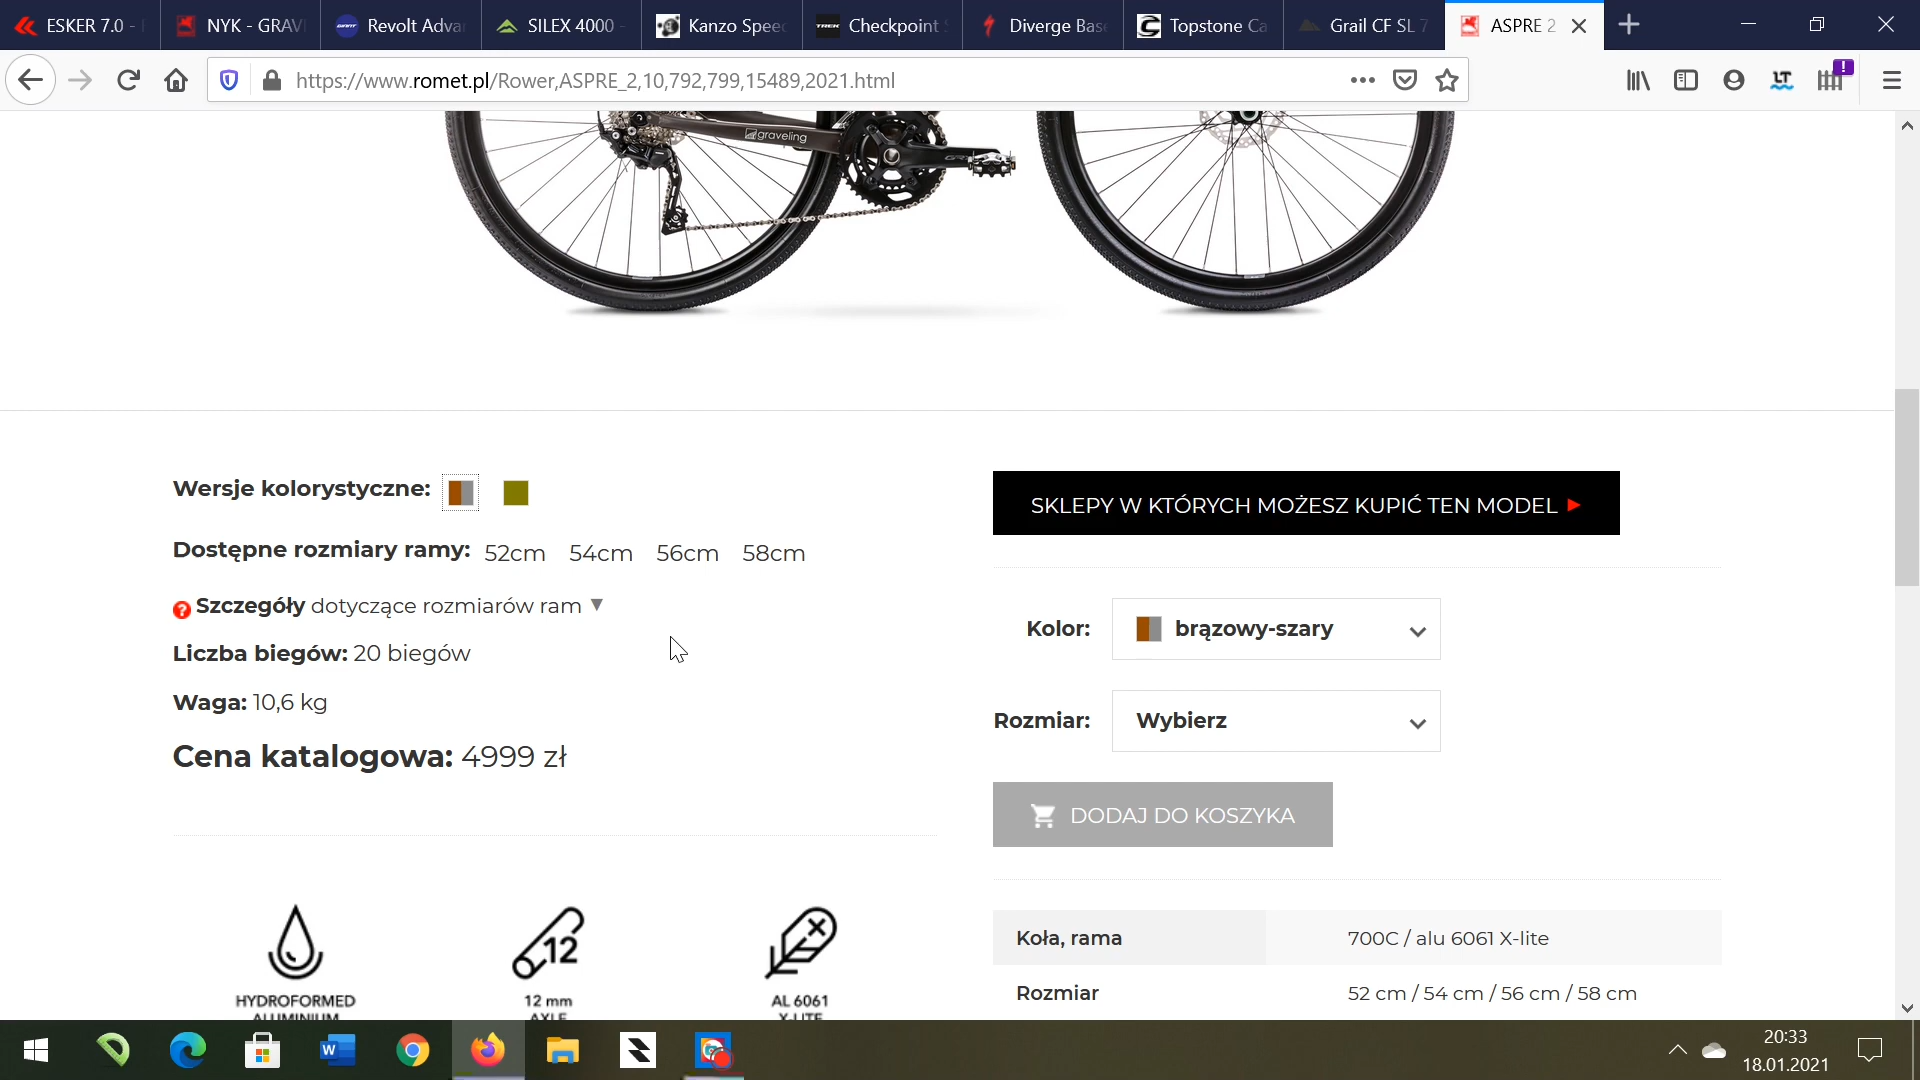 ESKER 7.0 -
NYK - GRAV
Revolt Adva
SILEX 4000 -
Kanzo Spee
Checkpoint
Diverge Bas
Topstone Ca
Grail CF SL 7
ASPRE 2
https://www.romet.pl/Rower,ASPRE_2,10,792,799,15489,2021.html
graveling
GRX
Wersje kolorystyczne:
Dostępne rozmiary ramy: 52cm 54cm 56cm 58cm
Szczegóły dotyczące rozmiarów ram ▼
Liczba biegów: 20 biegów
Waga: 10,6 kg
Cena katalogowa: 4999 zł
HYDROFORMED
ALUMINIUM
12
12 mm
AXLE
AL 6061
X-LITE
SKLEPY W KTÓRYCH MOŻESZ KUPIĆ TEN MODEL
Kolor: brązowy-szary
Rozmiar: Wybierz
DODAJ DO KOSZYKA
Koła, rama 700C / alu 6061 X-lite
Rozmiar 52 cm / 54 cm / 56 cm / 58 cm
20:33
18.01.2021